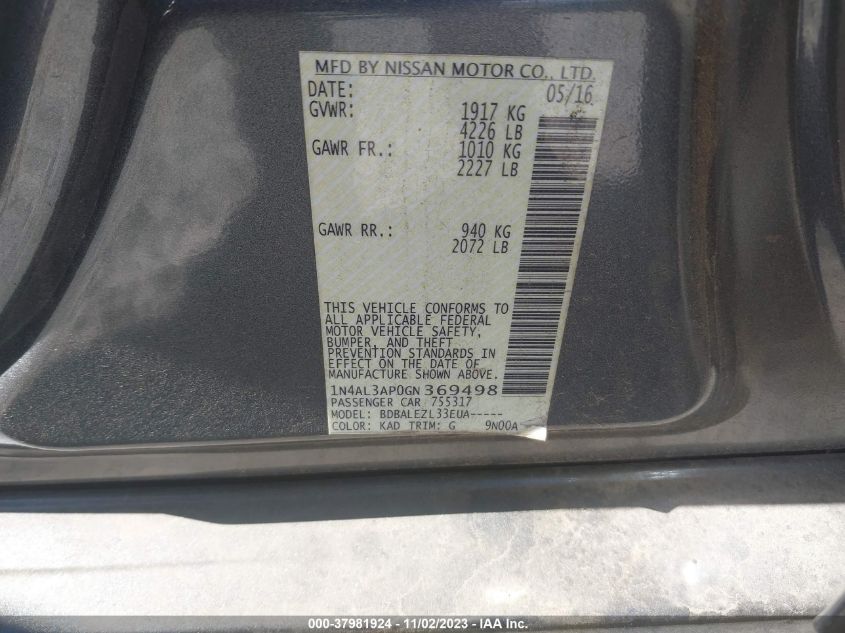 MFD BY NISSAN MOTOR CO., LTD.
DATE: 05/16
GVWR: 1917 KG
4226 LB
GAWR FR.: 1010 KG
2227 LB
GAWR RR.: 940 KG
2072 LB
THIS VEHICLE CONFORMS TO
ALL APPLICABLE FEDERAL
MOTOR VEHICLE SAFETY,
BUMPER, AND THEFT
PREVENTION STANDARDS IN
EFFECT ON THE DATE OF
MANUFACTURE SHOWN ABOVE.
1N4AL3AP0GN369498
PASSENGER CAR 755317
MODEL: BDBALEZL33EUA-----
COLOR: KAD TRIM: G 9N00A
000-37981924 - 11/02/2023 - IAA Inc.